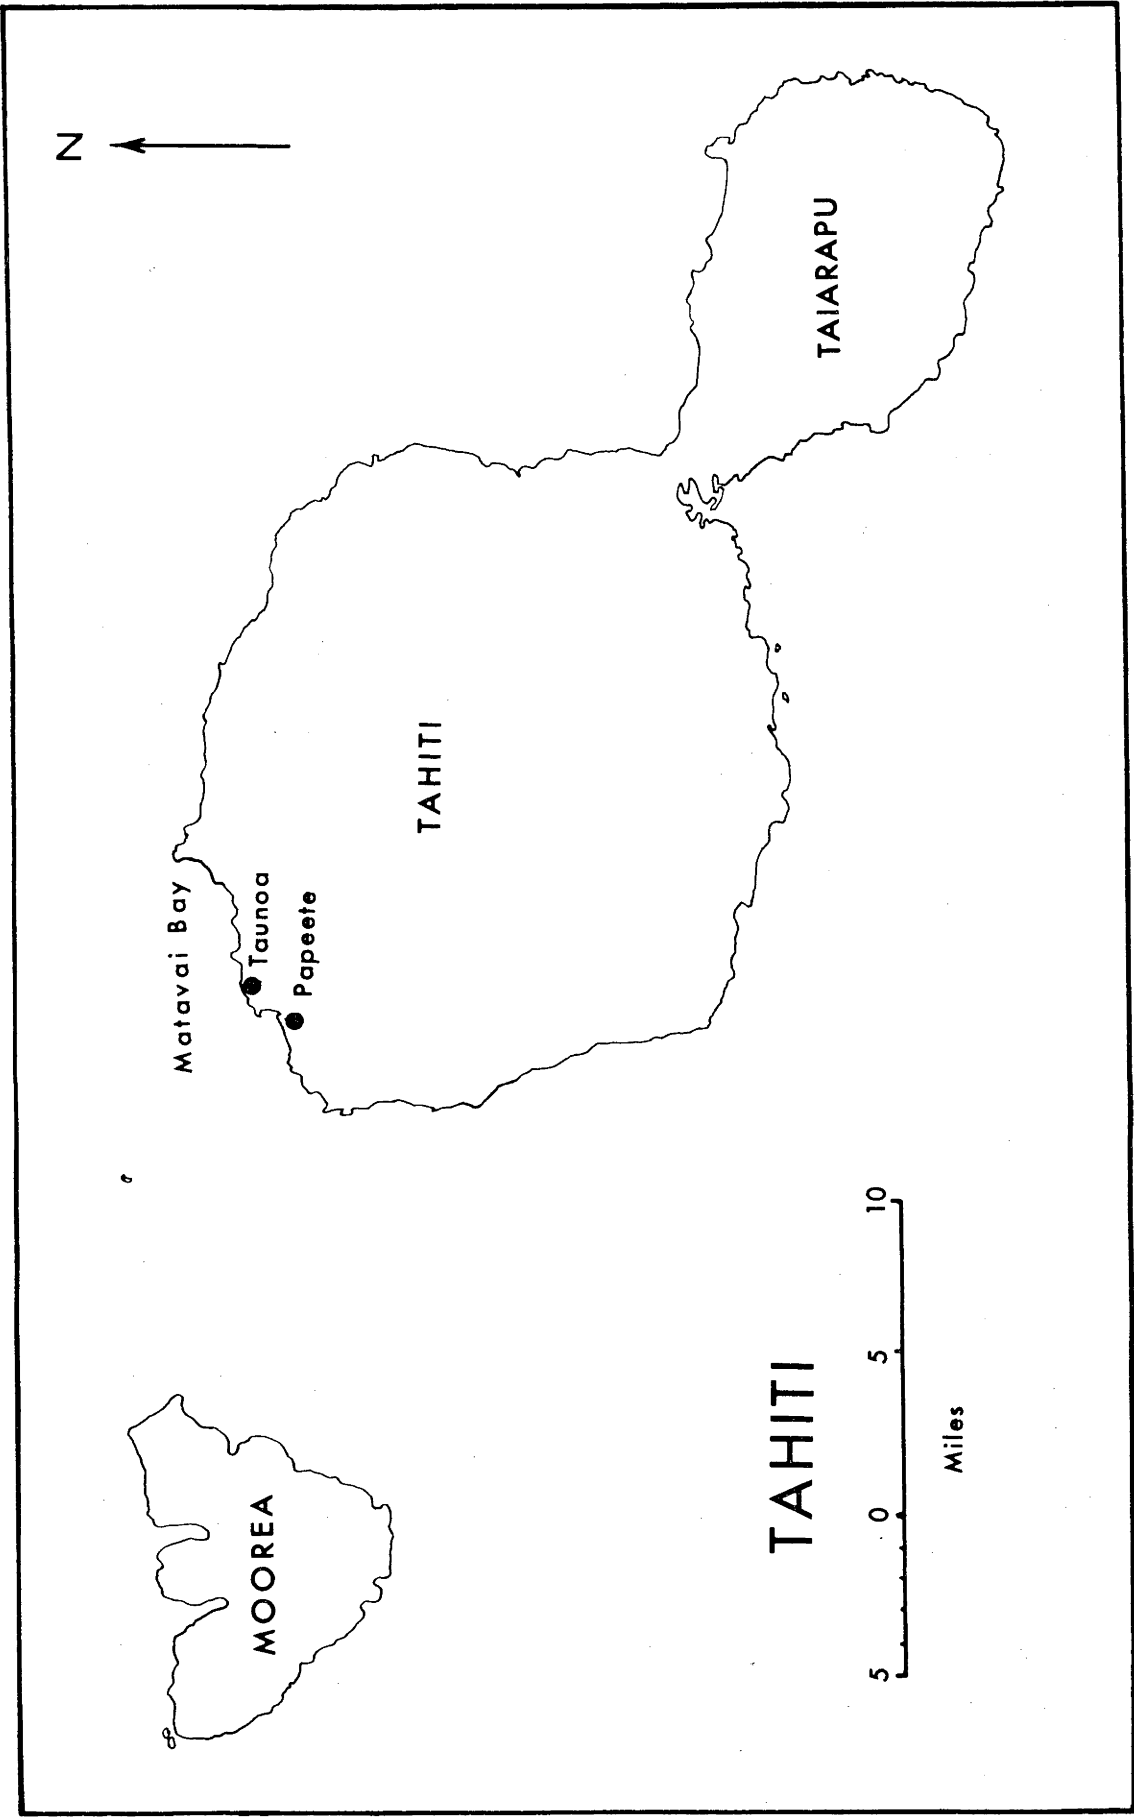 N
Matavai Bay
Taunoa
Papeete
TAHITI
TAIARAPU
MOOREA
TAHITI
5 0 5 10
Miles